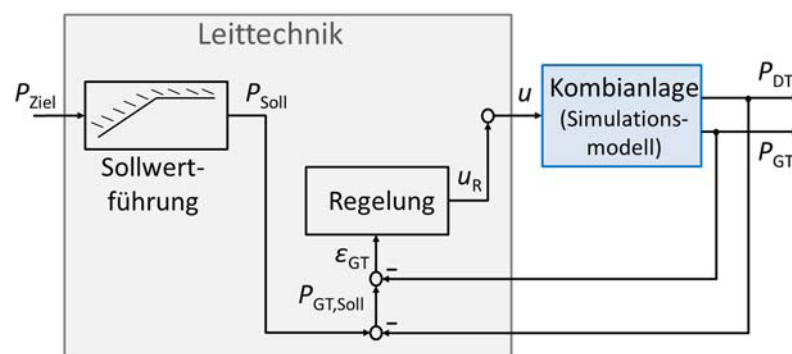 Leittechnik
P_Ziel
P_Soll
Sollwert-
führung
Regelung
u_R
u
Kombianlage
(Simulations-
modell)
P_DT
P_GT
ε_GT
P_GT,Soll